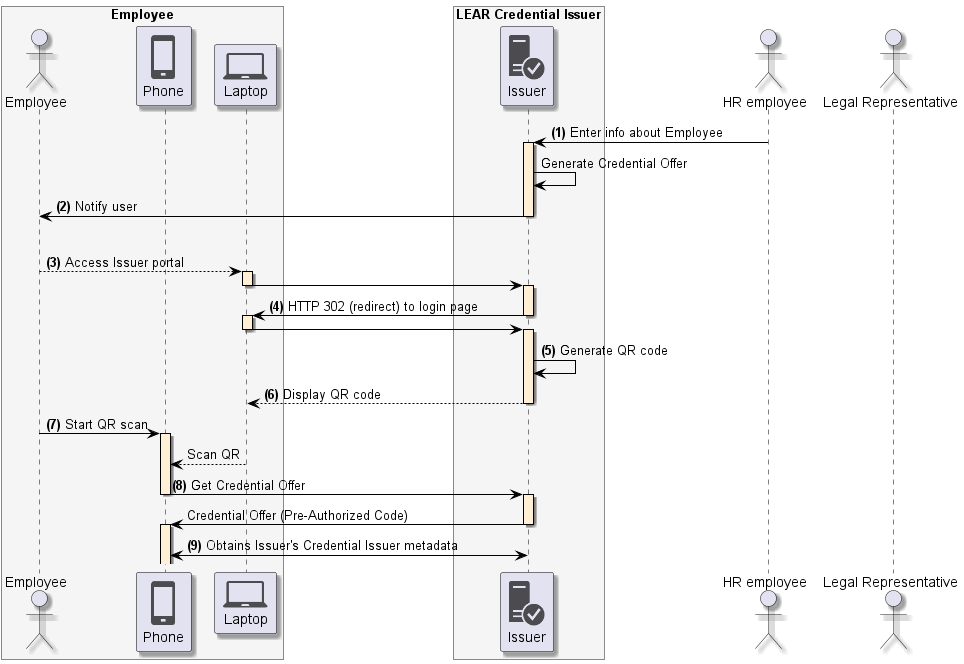 Employee
LEAR Credential Issuer
Employee
Phone
Laptop
Issuer
HR employee
Legal Representative
(1) Enter info about Employee
Generate Credential Offer
(2) Notify user
(3) Access Issuer portal
(4) HTTP 302 (redirect) to login page
(5) Generate QR code
(6) Display QR code
(7) Start QR scan
Scan QR
(8) Get Credential Offer
Credential Offer (Pre-Authorized Code)
(9) Obtains Issuer's Credential Issuer metadata
Employee
Phone
Laptop
Issuer
HR employee
Legal Representative